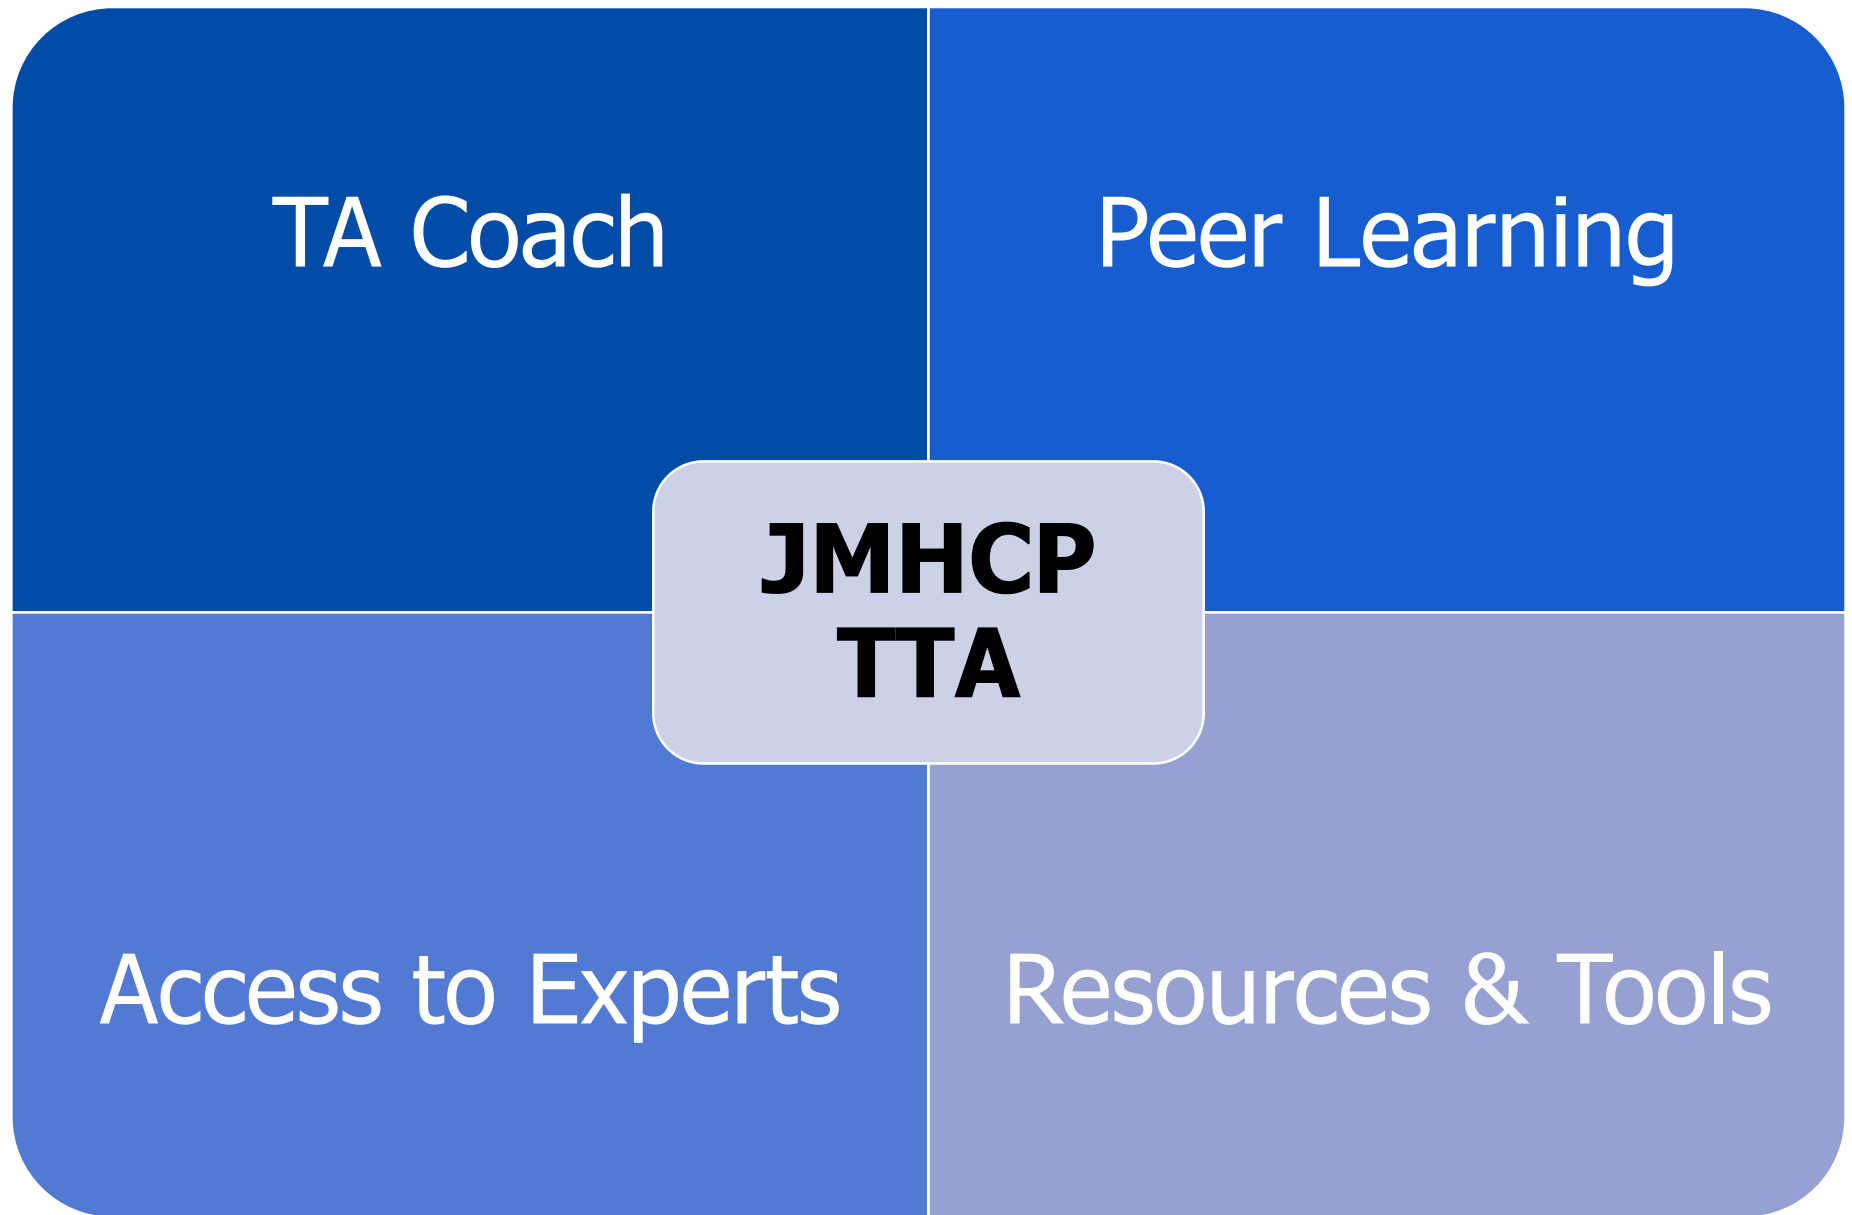 TA Coach
Peer Learning
JMHCP
TTA
Access to Experts
Resources & Tools